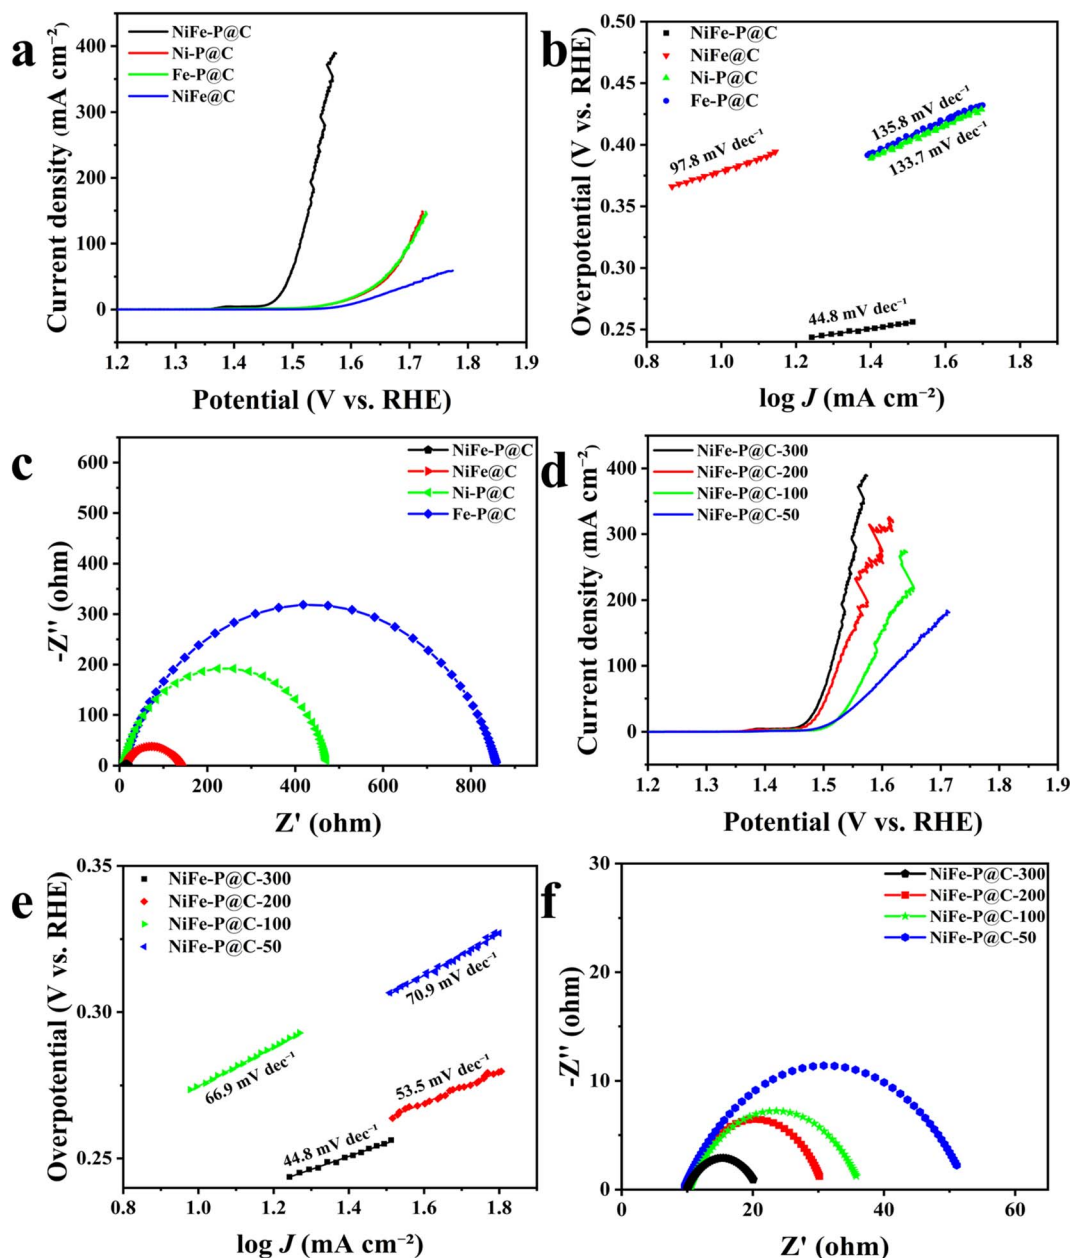 a
NiFe-P@C
Ni-P@C
Fe-P@C
NiFe@C
400
300
200
100
0
1.2 1.3 1.4 1.5 1.6 1.7 1.8 1.9
Current density (mA cm⁻²)
Potential (V vs. RHE)
b
NiFe-P@C
NiFe@C
Ni-P@C
Fe-P@C
135.8 mV dec⁻¹
133.7 mV dec⁻¹
97.8 mV dec⁻¹
44.8 mV dec⁻¹
0.50
0.45
0.40
0.35
0.30
0.25
0.8 1.0 1.2 1.4 1.6 1.8
Overpotential (V vs. RHE)
log J (mA cm⁻²)
c
NiFe-P@C
NiFe@C
Ni-P@C
Fe-P@C
600
500
400
300
200
100
0
0 200 400 600 800
-Z'' (ohm)
Z' (ohm)
d
NiFe-P@C-300
NiFe-P@C-200
NiFe-P@C-100
NiFe-P@C-50
400
300
200
100
0
1.2 1.3 1.4 1.5 1.6 1.7 1.8 1.9
Current density (mA cm⁻²)
Potential (V vs. RHE)
e
NiFe-P@C-300
NiFe-P@C-200
NiFe-P@C-100
NiFe-P@C-50
70.9 mV dec⁻¹
66.9 mV dec⁻¹
53.5 mV dec⁻¹
44.8 mV dec⁻¹
0.35
0.30
0.25
0.8 1.0 1.2 1.4 1.6 1.8 2.0
Overpotential (V vs. RHE)
log J (mA cm⁻²)
f
NiFe-P@C-300
NiFe-P@C-200
NiFe-P@C-100
NiFe-P@C-50
30
20
10
0
0 20 40 60
-Z'' (ohm)
Z' (ohm)